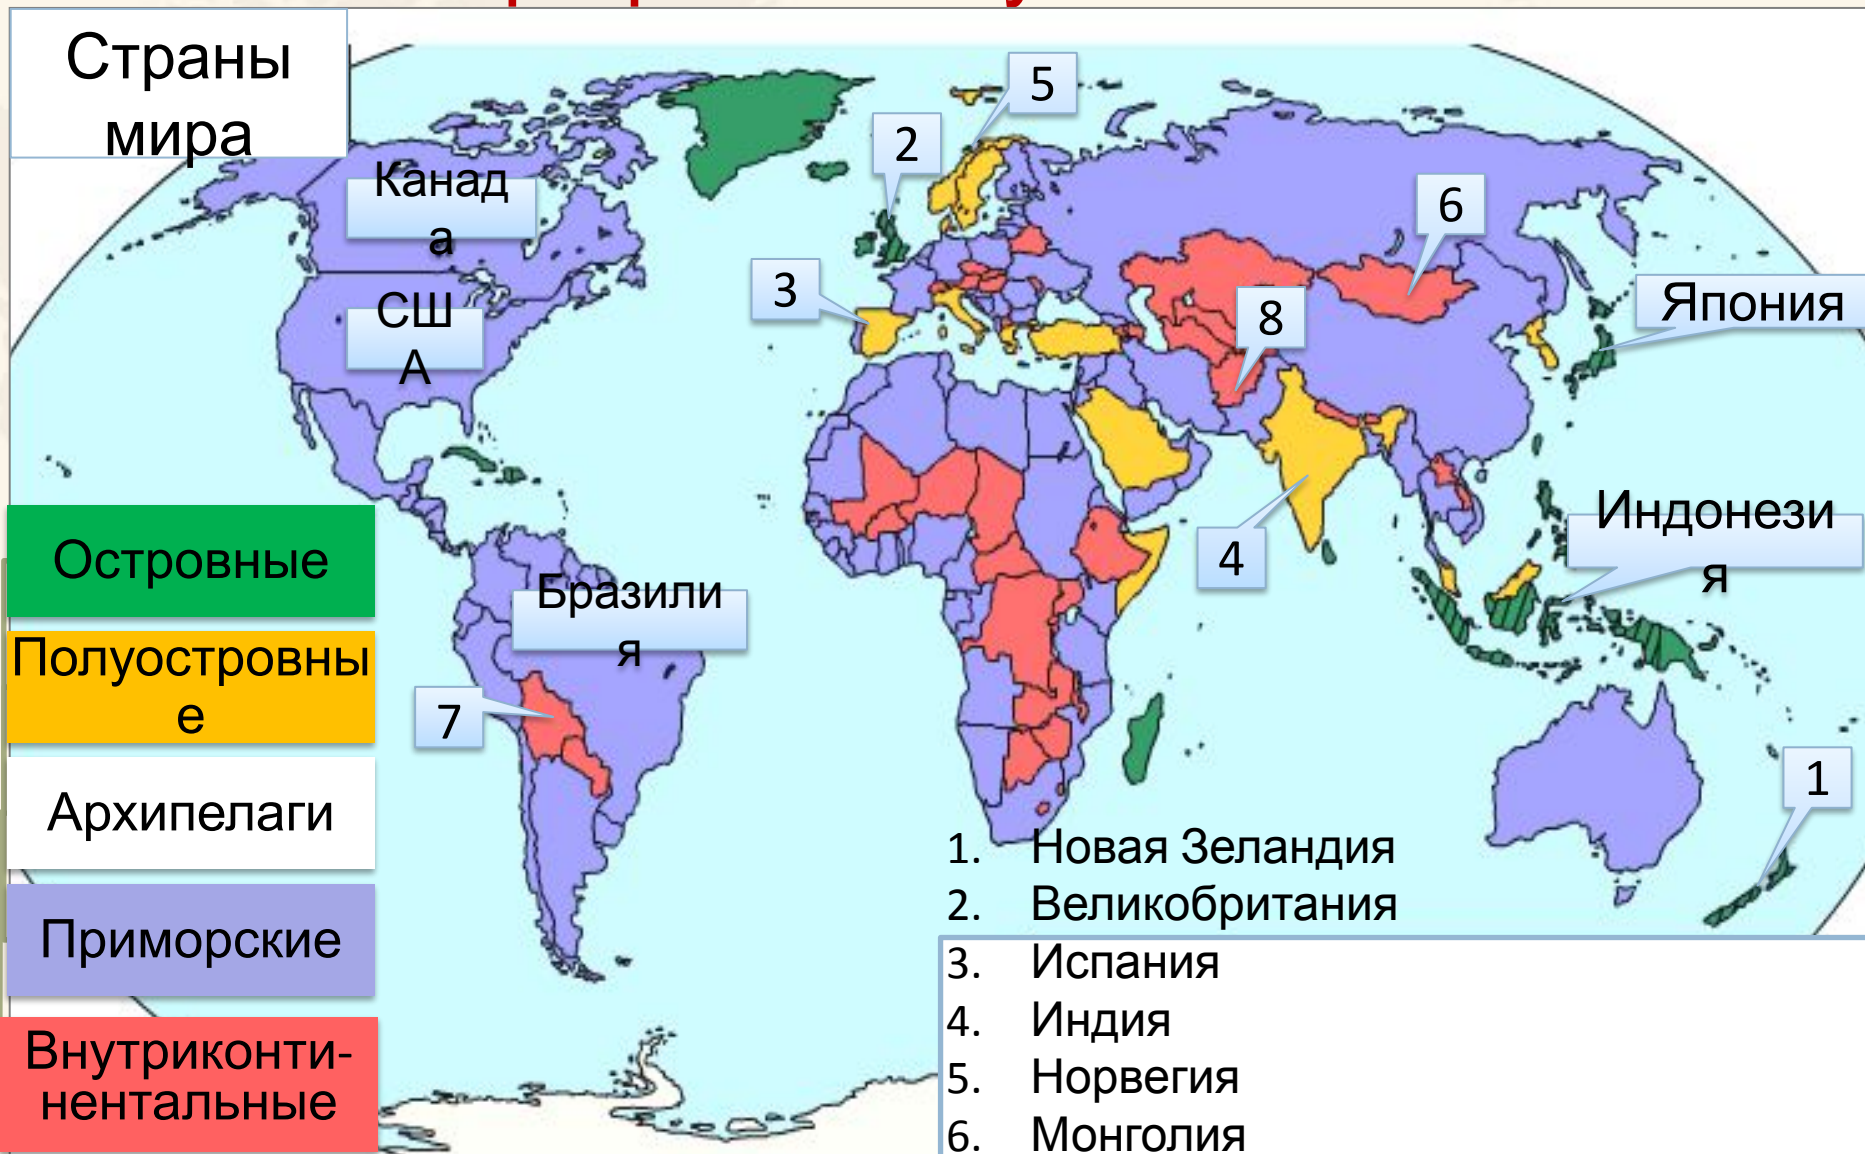 Страны
мира
5
2
Канад
а
6
3
СШ
А
8
Япония
Островные
4
Индонези
я
Бразили
я
Полуостровны
е
7
Архипелаги
1
1. Новая Зеландия
2. Великобритания
Приморские
3. Испания
4. Индия
Внутриконти-
нентальные
5. Норвегия
6. Монголия